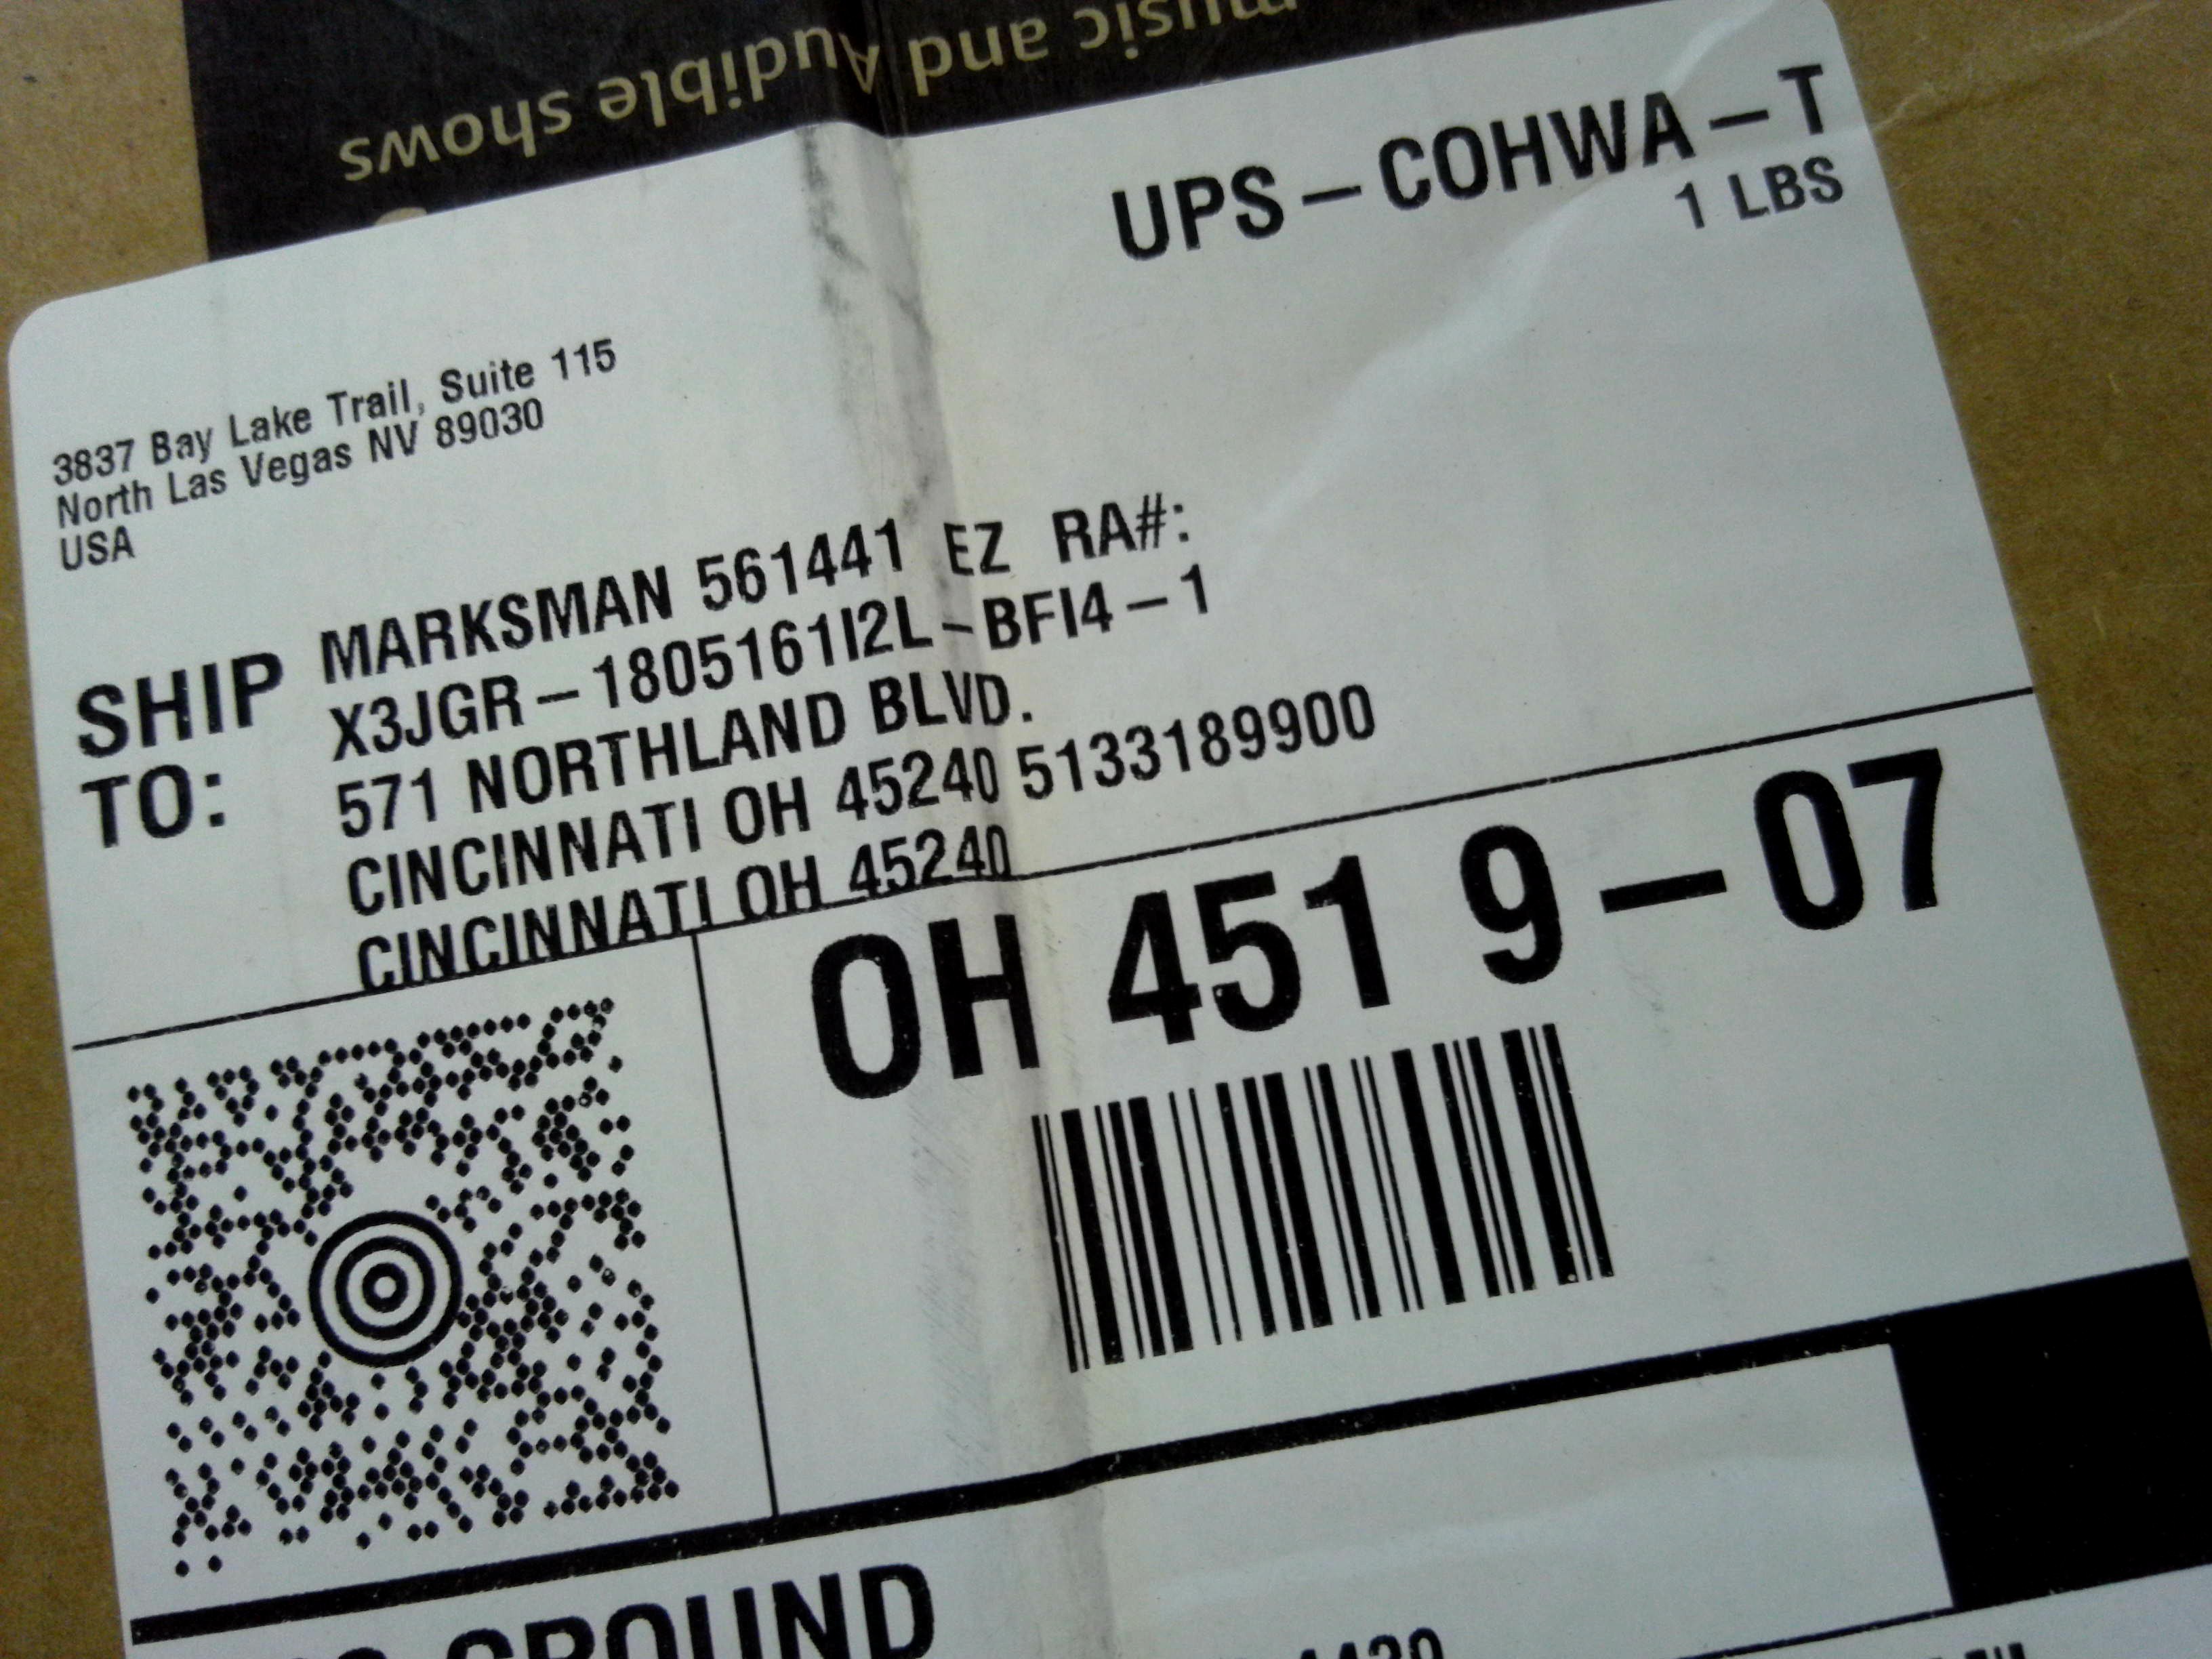 music and Audible shows
UPS-COHWA-T
1 LBS
3837 Bay Lake Trail, Suite 115
North Las Vegas NV 89030
USA
SHIP TO:
MARKSMAN 561441 EZ RA#:
X3JGR-1805161I2L-BFI4-1
571 NORTHLAND BLVD.
CINCINNATI OH 45240 5133189900
CINCINNATI OH 45240
OH 451 9-07
GROUND